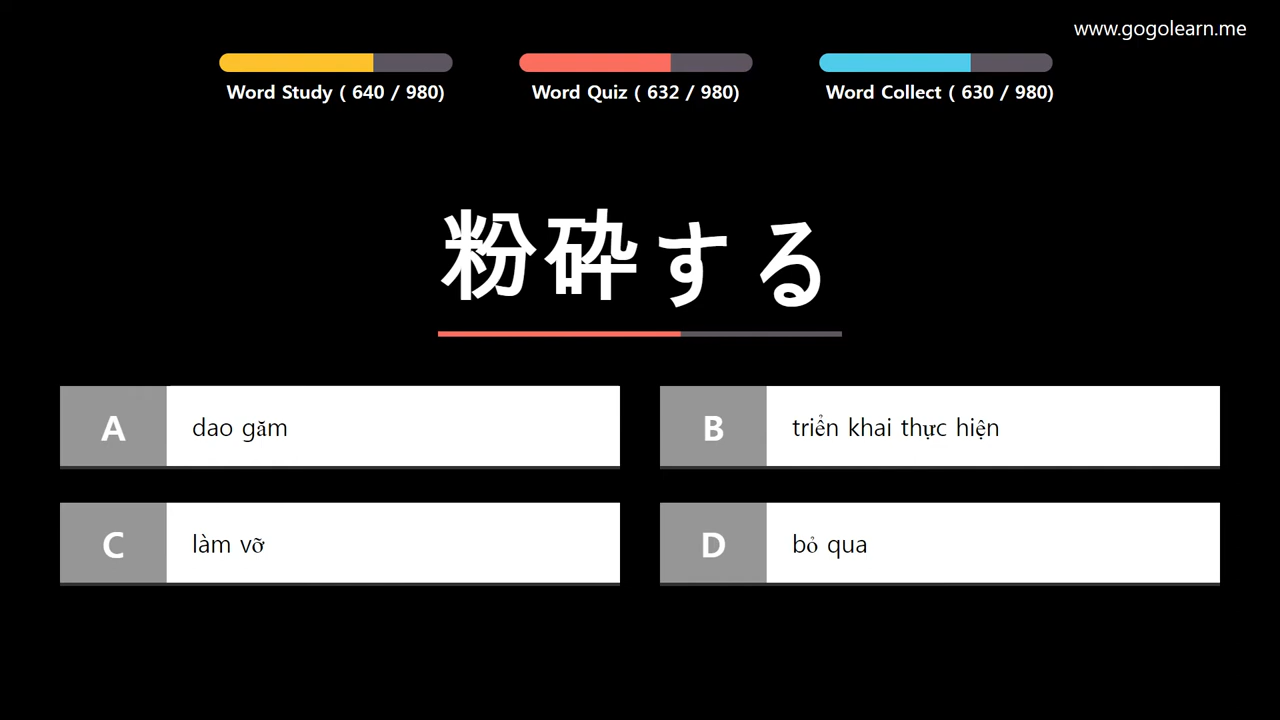 www.gogolearn.me
Word Study ( 640 / 980)
Word Quiz ( 632 / 980)
Word Collect ( 630 / 980)
粉砕する
A
dao găm
B
triển khai thực hiện
C
làm vỡ
D
bỏ qua